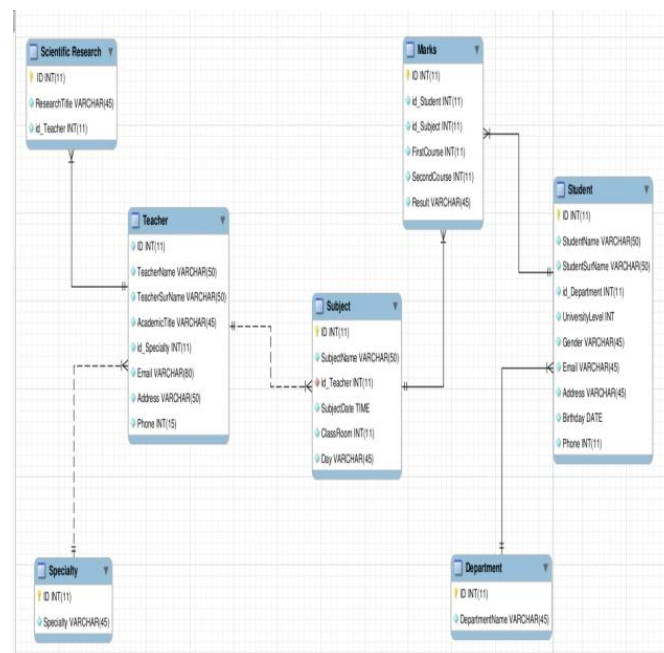 Scientific Research
ID INT(11)
ResearchTitle VARCHAR(45)
id_Teacher INT(11)
Marks
ID INT(11)
id_Student INT(11)
id_Subject INT(11)
FirstCourse INT(11)
SecondCourse INT(11)
Result VARCHAR(45)
Teacher
ID INT(11)
TeacherName VARCHAR(50)
TeacherSurName VARCHAR(50)
AcademicTitle VARCHAR(45)
id_Specialty INT(11)
Email VARCHAR(80)
Address VARCHAR(50)
Phone INT(15)
Subject
ID INT(11)
SubjectName VARCHAR(50)
id_Teacher INT(11)
SubjectDate TIME
ClassRoom INT(11)
Day VARCHAR(45)
Student
ID INT(11)
StudentName VARCHAR(50)
StudentSurName VARCHAR(50)
id_Department INT(11)
UniversityLevel INT
Gender VARCHAR(45)
Email VARCHAR(45)
Address VARCHAR(45)
Birthday DATE
Phone INT(11)
Specialty
ID INT(11)
Specialty VARCHAR(45)
Department
ID INT(11)
DepartmentName VARCHAR(45)